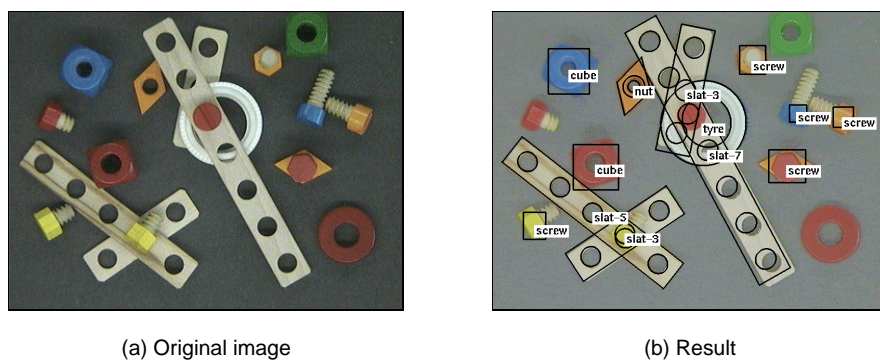 cube
screw
nut
slat-3
screw
screw
tyre
slat-7
cube
screw
slat-5
screw
slat-3
(a) Original image
(b) Result